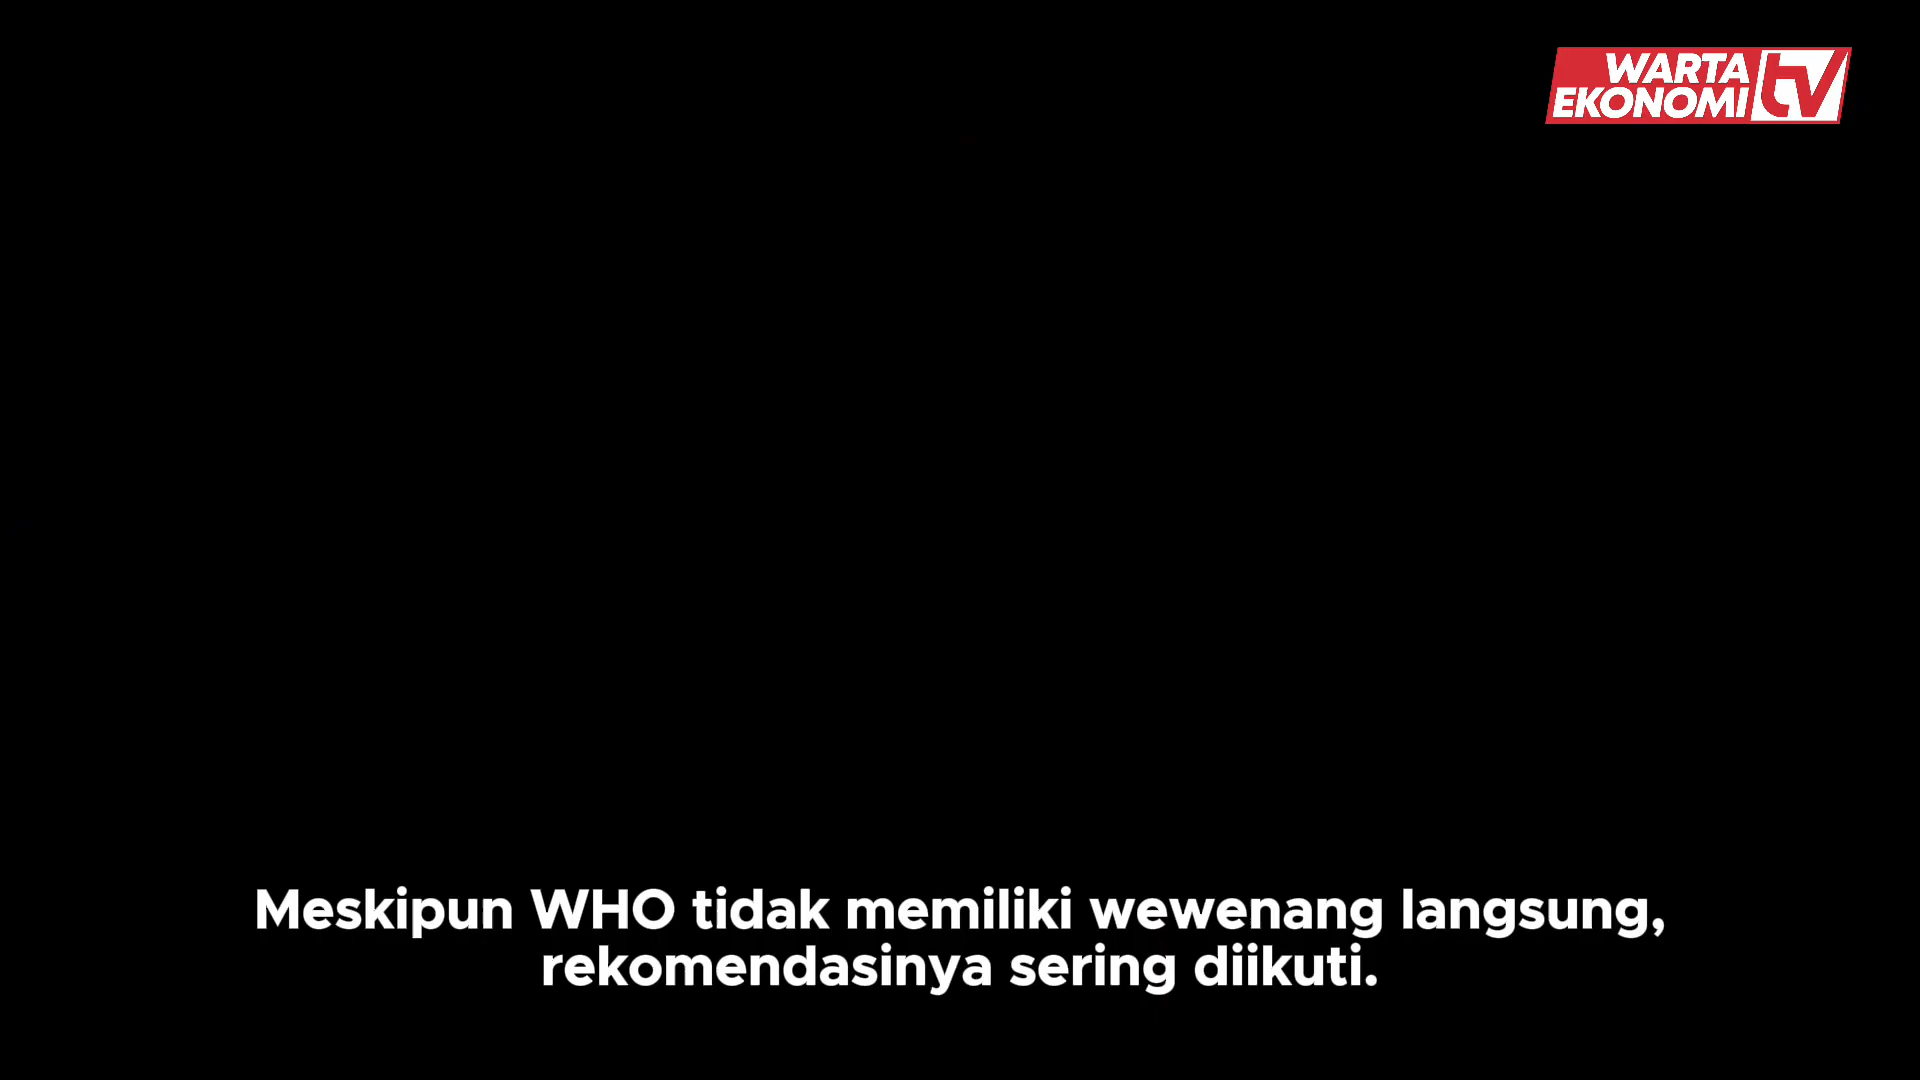 WARTA
EKONOMI tv
Meskipun WHO tidak memiliki wewenang langsung,
rekomendasinya sering diikuti.